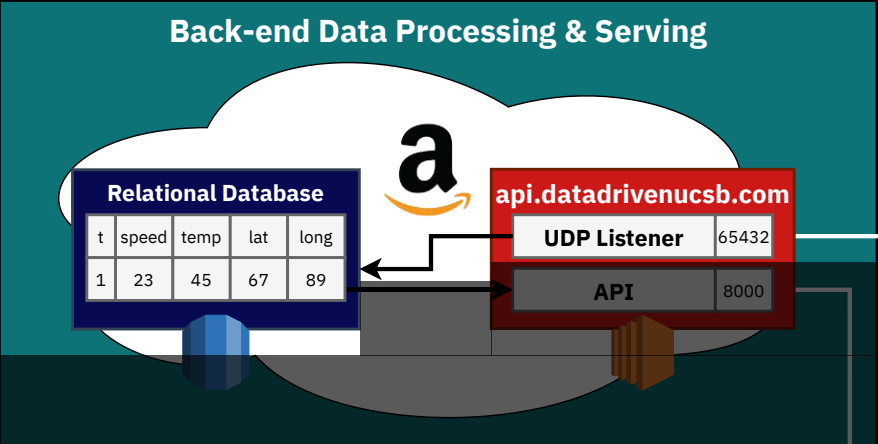 Back-end Data Processing & Serving
a
Relational Database
t speed temp lat long
1 23 45 67 89
api.datadrivenucsb.com
UDP Listener 65432
API 8000